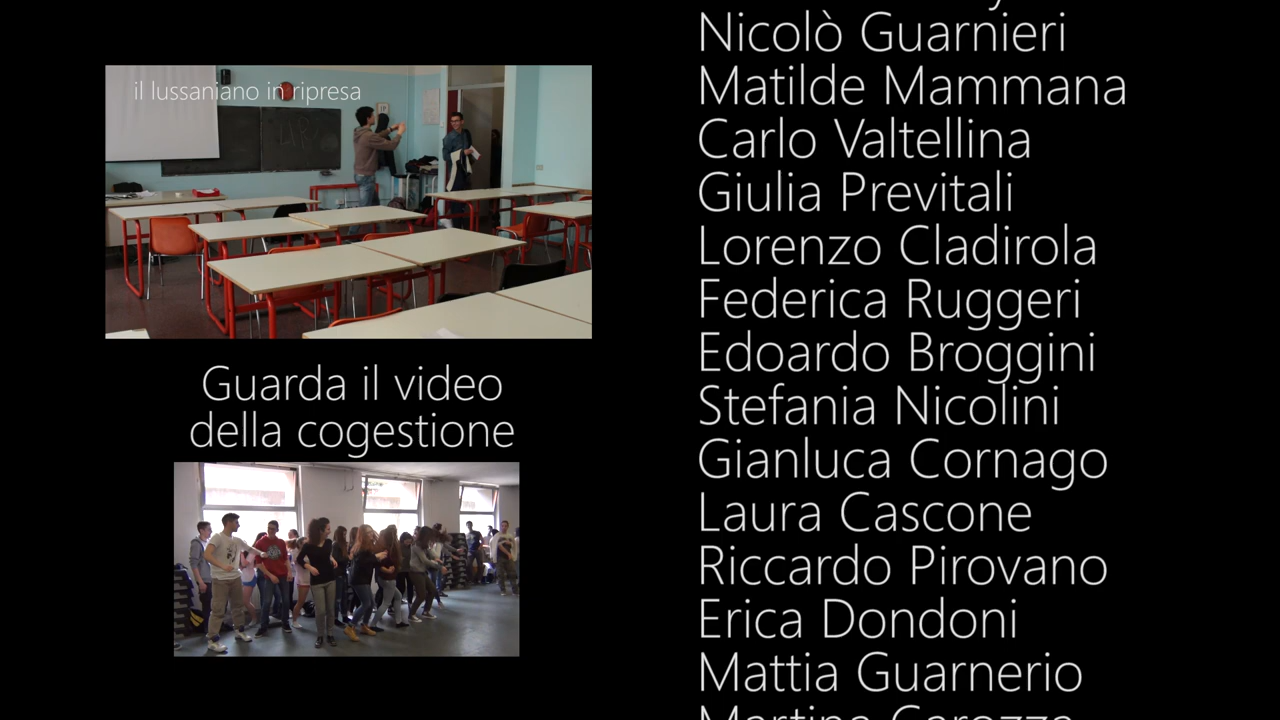 il lussaniano in ripresa
Guarda il video
della cogestione
Nicolò Guarnieri
Matilde Mammana
Carlo Valtellina
Giulia Previtali
Lorenzo Cladirola
Federica Ruggeri
Edoardo Broggini
Stefania Nicolini
Gianluca Cornago
Laura Cascone
Riccardo Pirovano
Erica Dondoni
Mattia Guarnerio